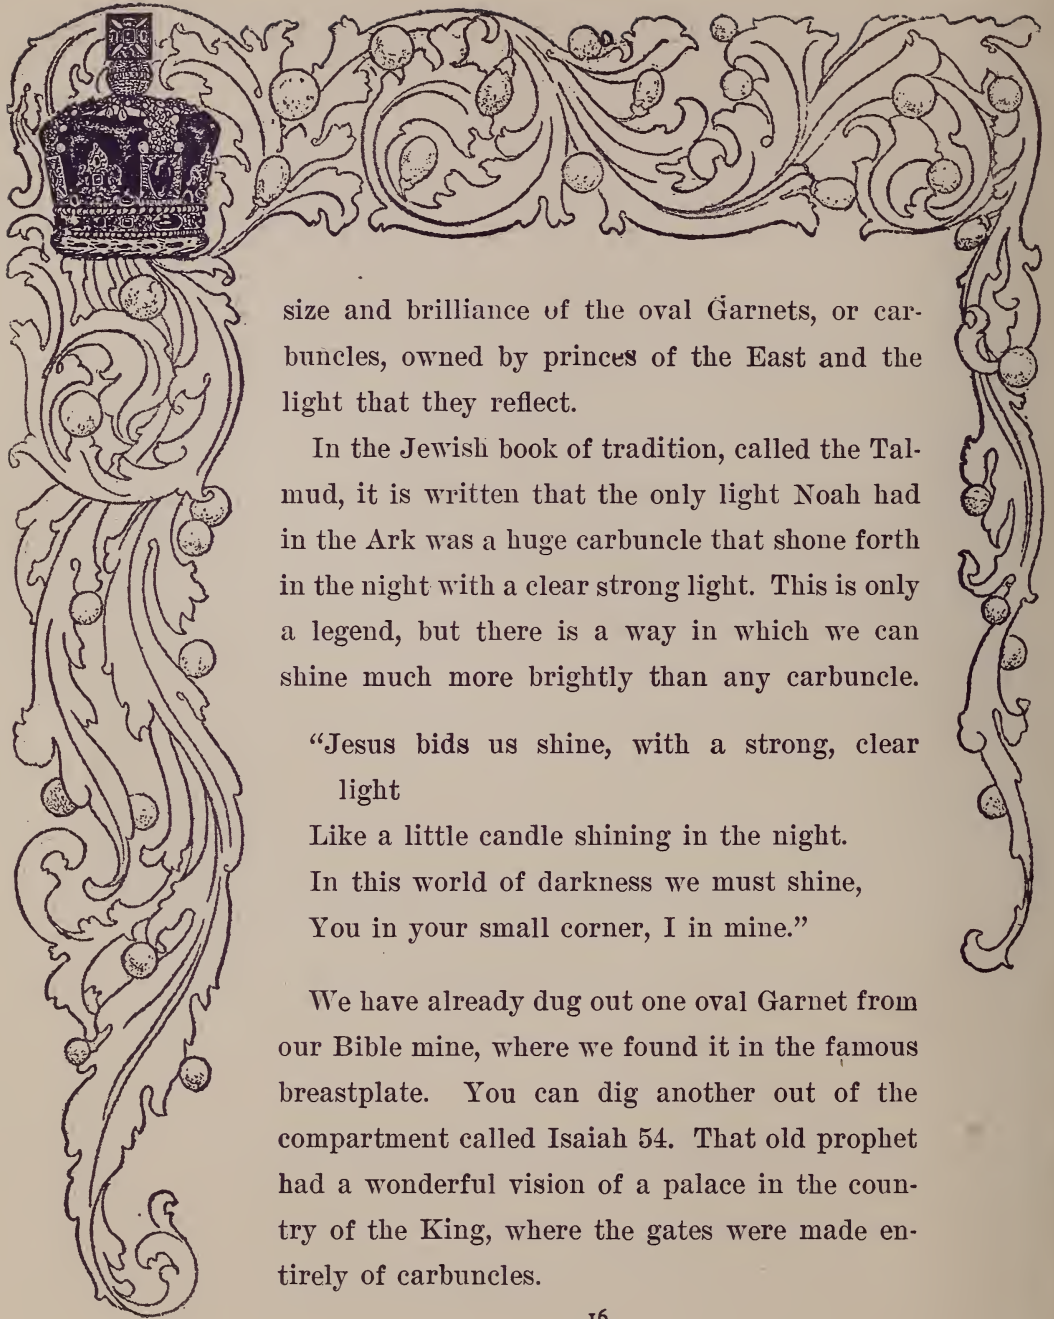 size and brilliance of the oval Garnets, or car-
buncles, owned by princes of the East and the
light that they reflect.
In the Jewish book of tradition, called the Tal-
mud, it is written that the only light Noah had
in the Ark was a huge carbuncle that shone forth
in the night with a clear strong light. This is only
a legend, but there is a way in which we can
shine much more brightly than any carbuncle.
“Jesus bids us shine, with a strong, clear
light
Like a little candle shining in the night.
In this world of darkness we must shine,
You in your small corner, I in mine.”
We have already dug out one oval Garnet from
our Bible mine, where we found it in the famous
breastplate. You can dig another out of the
compartment called Isaiah 54. That old prophet
had a wonderful vision of a palace in the coun-
try of the King, where the gates were made en-
tirely of carbuncles.
16